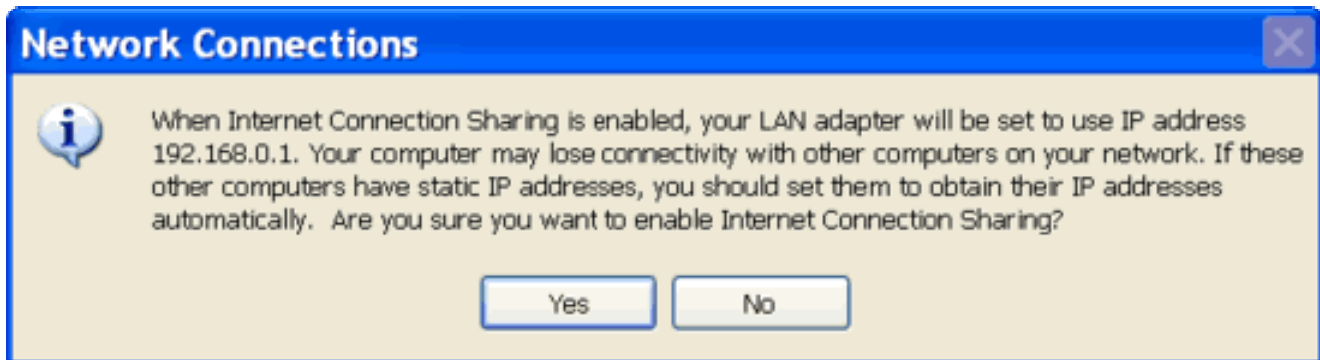 Network Connections
When Internet Connection Sharing is enabled, your LAN adapter will be set to use IP address
192.168.0.1. Your computer may lose connectivity with other computers on your network. If these
other computers have static IP addresses, you should set them to obtain their IP addresses
automatically.  Are you sure you want to enable Internet Connection Sharing?
Yes
No